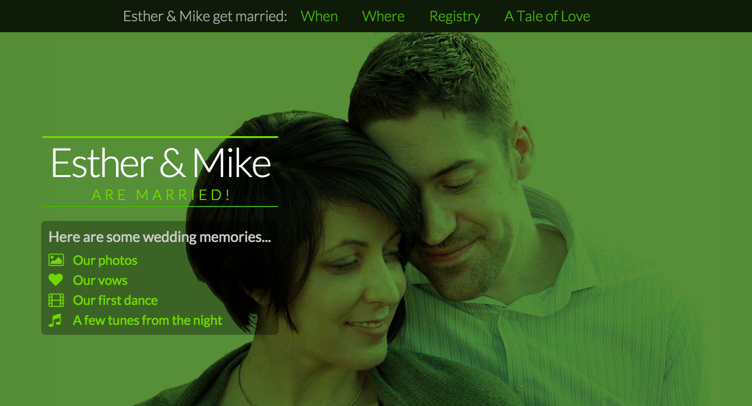 Esther & Mike get married: When Where Registry A Tale of Love
Esther & Mike
ARE MARRIED!
Here are some wedding memories...
Our photos
Our vows
Our first dance
A few tunes from the night